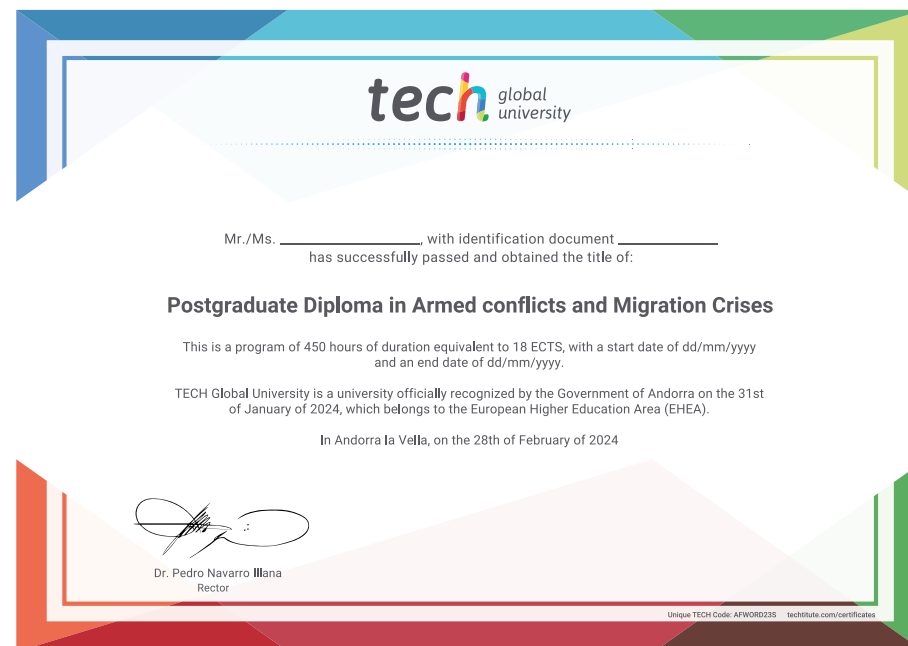 tech global university
Mr./Ms. ____________, with identification document ____________
has successfully passed and obtained the title of:
Postgraduate Diploma in Armed conflicts and Migration Crises
This is a program of 450 hours of duration equivalent to 18 ECTS, with a start date of dd/mm/yyyy
and an end date of dd/mm/yyyy.
TECH Global University is a university officially recognized by the Government of Andorra on the 31st
of January of 2024, which belongs to the European Higher Education Area (EHEA).
In Andorra la Vella, on the 28th of February of 2024
Dr. Pedro Navarro Illana
Rector
Unique TECH Code: AFWORD23S techtitute.com/certificates